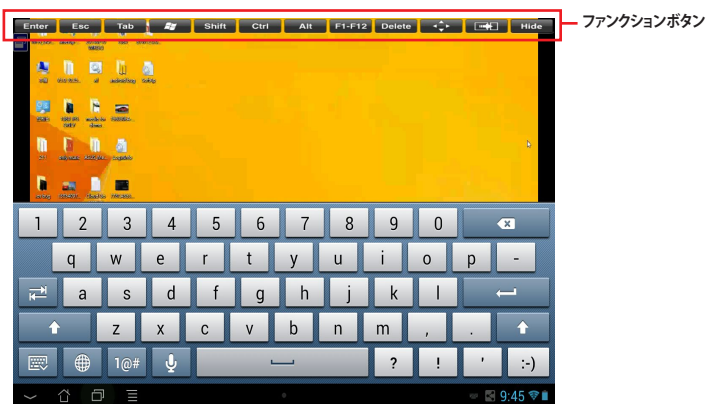 Enter Esc Tab Shift Ctrl Alt F1-F12 Delete Hide
ファンクションボタン
1 2 3 4 5 6 7 8 9 0
q w e r t y u i o p -
a s d f g h j k l
z x c v b n m , .
1@# ? ! ' :-)
9:45